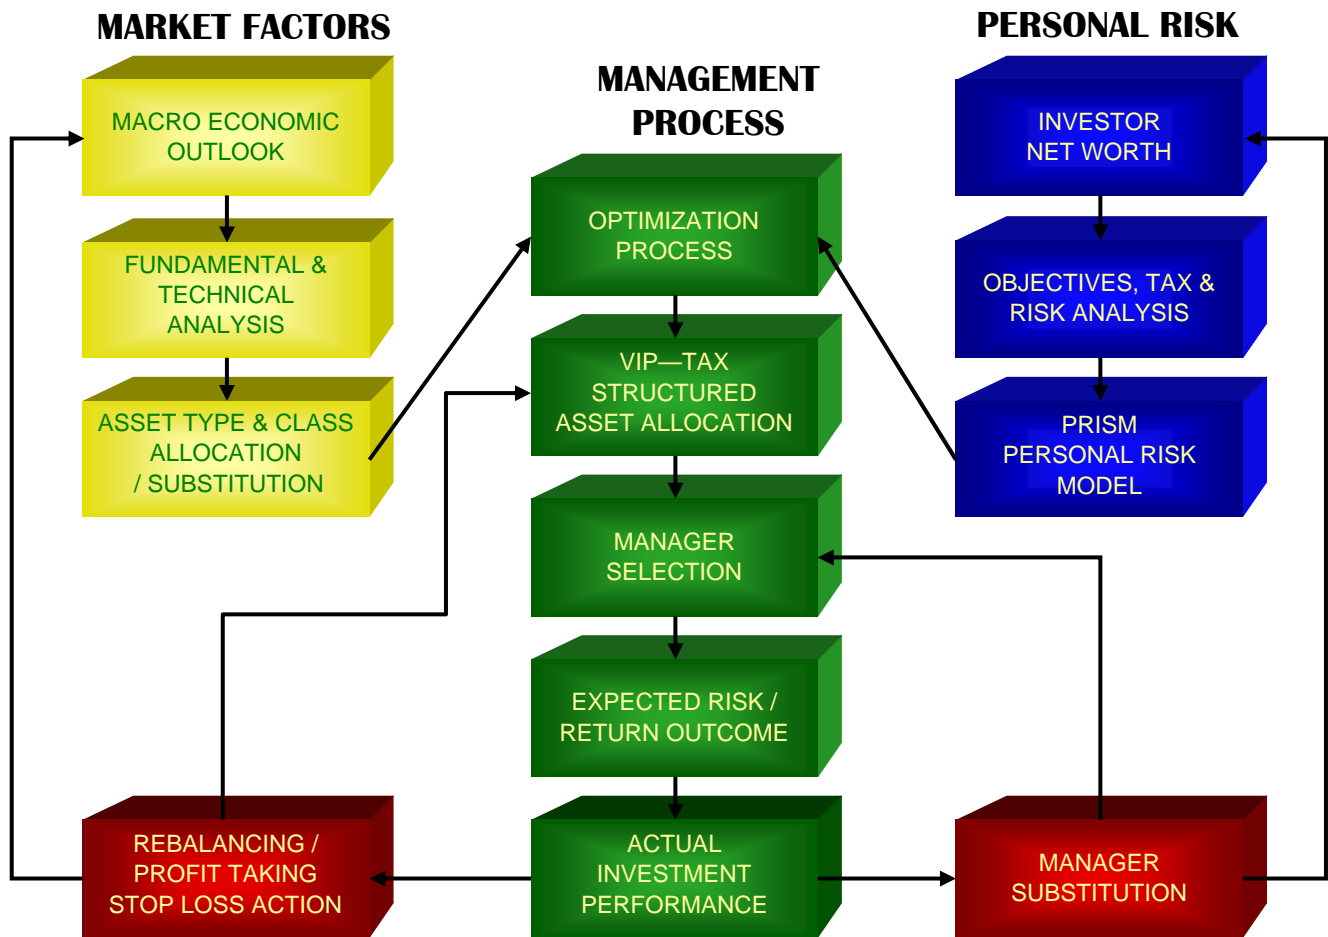 MARKET FACTORS
MACRO ECONOMIC
OUTLOOK
FUNDAMENTAL &
TECHNICAL
ANALYSIS
ASSET TYPE & CLASS
ALLOCATION
/ SUBSTITUTION
REBALANCING /
PROFIT TAKING
STOP LOSS ACTION
MANAGEMENT
PROCESS
OPTIMIZATION
PROCESS
VIP—TAX
STRUCTURED
ASSET ALLOCATION
MANAGER
SELECTION
EXPECTED RISK /
RETURN OUTCOME
ACTUAL
INVESTMENT
PERFORMANCE
PERSONAL RISK
INVESTOR
NET WORTH
OBJECTIVES, TAX &
RISK ANALYSIS
PRISM
PERSONAL RISK
MODEL
MANAGER
SUBSTITUTION